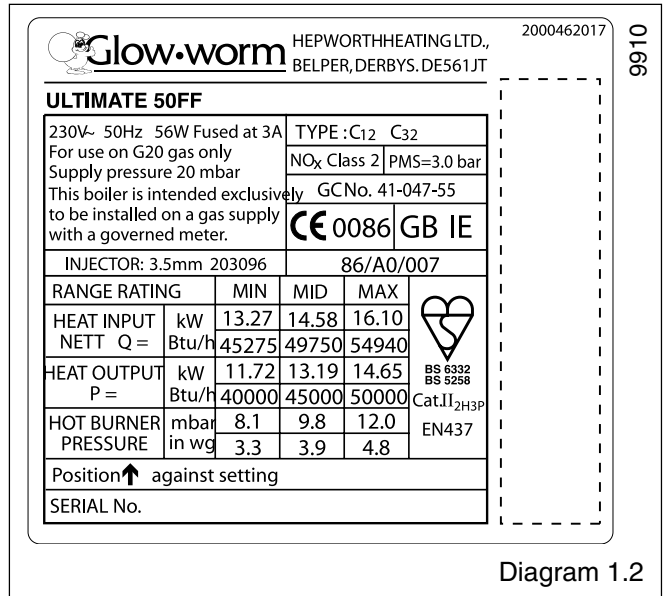 Glow-worm HEPWORTHHEATING LTD.,
BELPER, DERBYS. DE561JT
2000462017
9910
ULTIMATE 50FF
230V~ 50Hz 56W Fused at 3A
For use on G20 gas only
Supply pressure 20 mbar
This boiler is intended exclusively
to be installed on a gas supply
with a governed meter.
TYPE : C12 C32
NOX Class 2 PMS=3.0 bar
GC No. 41-047-55
CE 0086 GB IE
INJECTOR: 3.5mm 203096 86/A0/007
RANGE RATING MIN MID MAX
HEAT INPUT NETT Q = kW 13.27 14.58 16.10
Btu/h 45275 49750 54940
HEAT OUTPUT P = kW 11.72 13.19 14.65
Btu/h 40000 45000 50000
HOT BURNER PRESSURE mbar 8.1 9.8 12.0
in wg 3.3 3.9 4.8
BS 6332
BS 5258
Cat.II2H3P
EN437
Position↑ against setting
SERIAL No.
Diagram 1.2